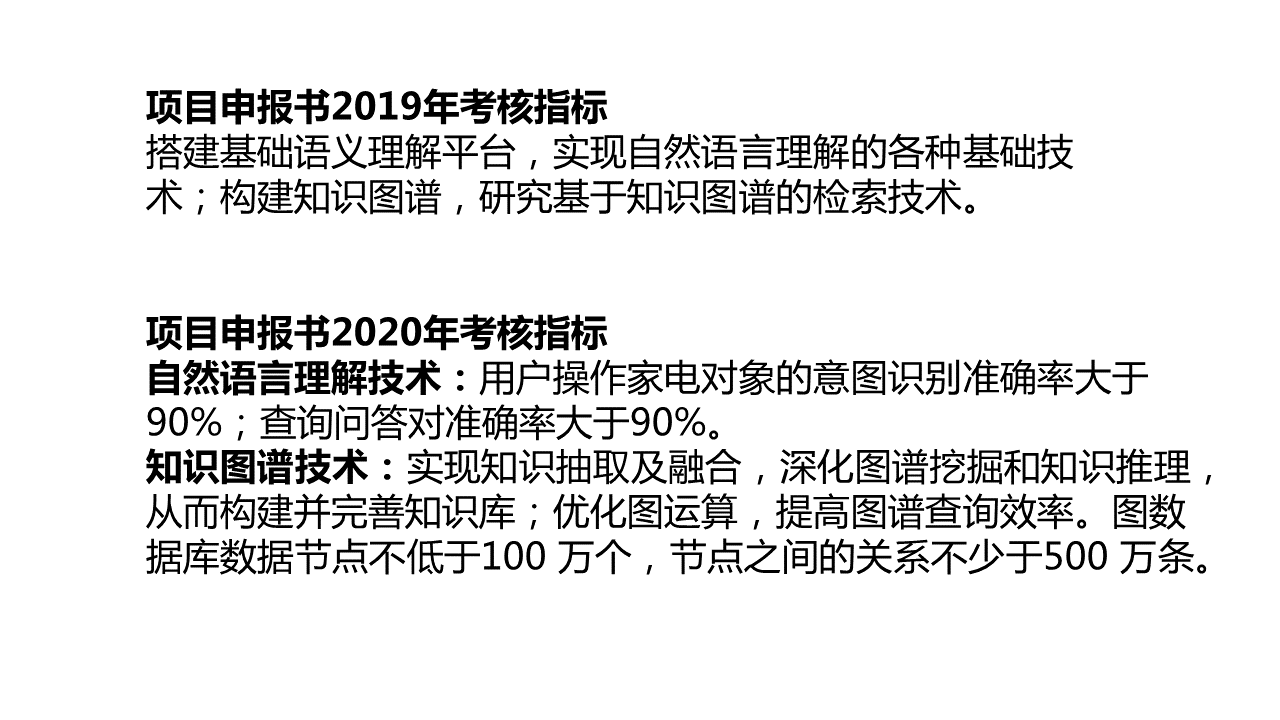 项目申报书2019年考核指标
搭建基础语义理解平台，实现自然语言理解的各种基础技
术；构建知识图谱，研究基于知识图谱的检索技术。
项目申报书2020年考核指标
自然语言理解技术：用户操作家电对象的意图识别准确率大于
90%；查询问答对准确率大于90%。
知识图谱技术：实现知识抽取及融合，深化图谱挖掘和知识推理，
从而构建并完善知识库；优化图运算，提高图谱查询效率。图数
据库数据节点不低于100 万个，节点之间的关系不少于500 万条。